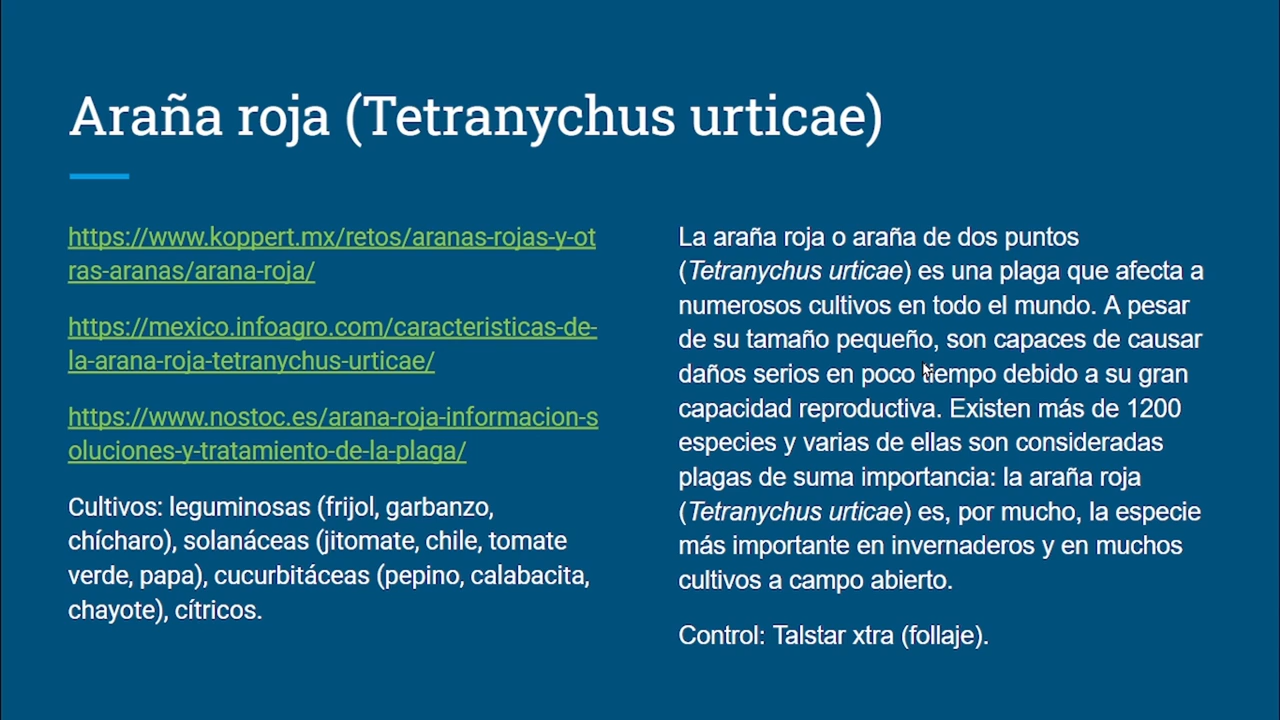 Araña roja (Tetranychus urticae)
https://www.koppert.mx/retos/aranas-rojas-y-ot
ras-aranas/arana-roja/
https://mexico.infoagro.com/caracteristicas-de-
la-arana-roja-tetranychus-urticae/
https://www.nostoc.es/arana-roja-informacion-s
oluciones-y-tratamiento-de-la-plaga/
Cultivos: leguminosas (frijol, garbanzo,
chícharo), solanáceas (jitomate, chile, tomate
verde, papa), cucurbitáceas (pepino, calabacita,
chayote), cítricos.
La araña roja o araña de dos puntos
(Tetranychus urticae) es una plaga que afecta a
numerosos cultivos en todo el mundo. A pesar
de su tamaño pequeño, son capaces de causar
daños serios en poco tiempo debido a su gran
capacidad reproductiva. Existen más de 1200
especies y varias de ellas son consideradas
plagas de suma importancia: la araña roja
(Tetranychus urticae) es, por mucho, la especie
más importante en invernaderos y en muchos
cultivos a campo abierto.
Control: Talstar xtra (follaje).